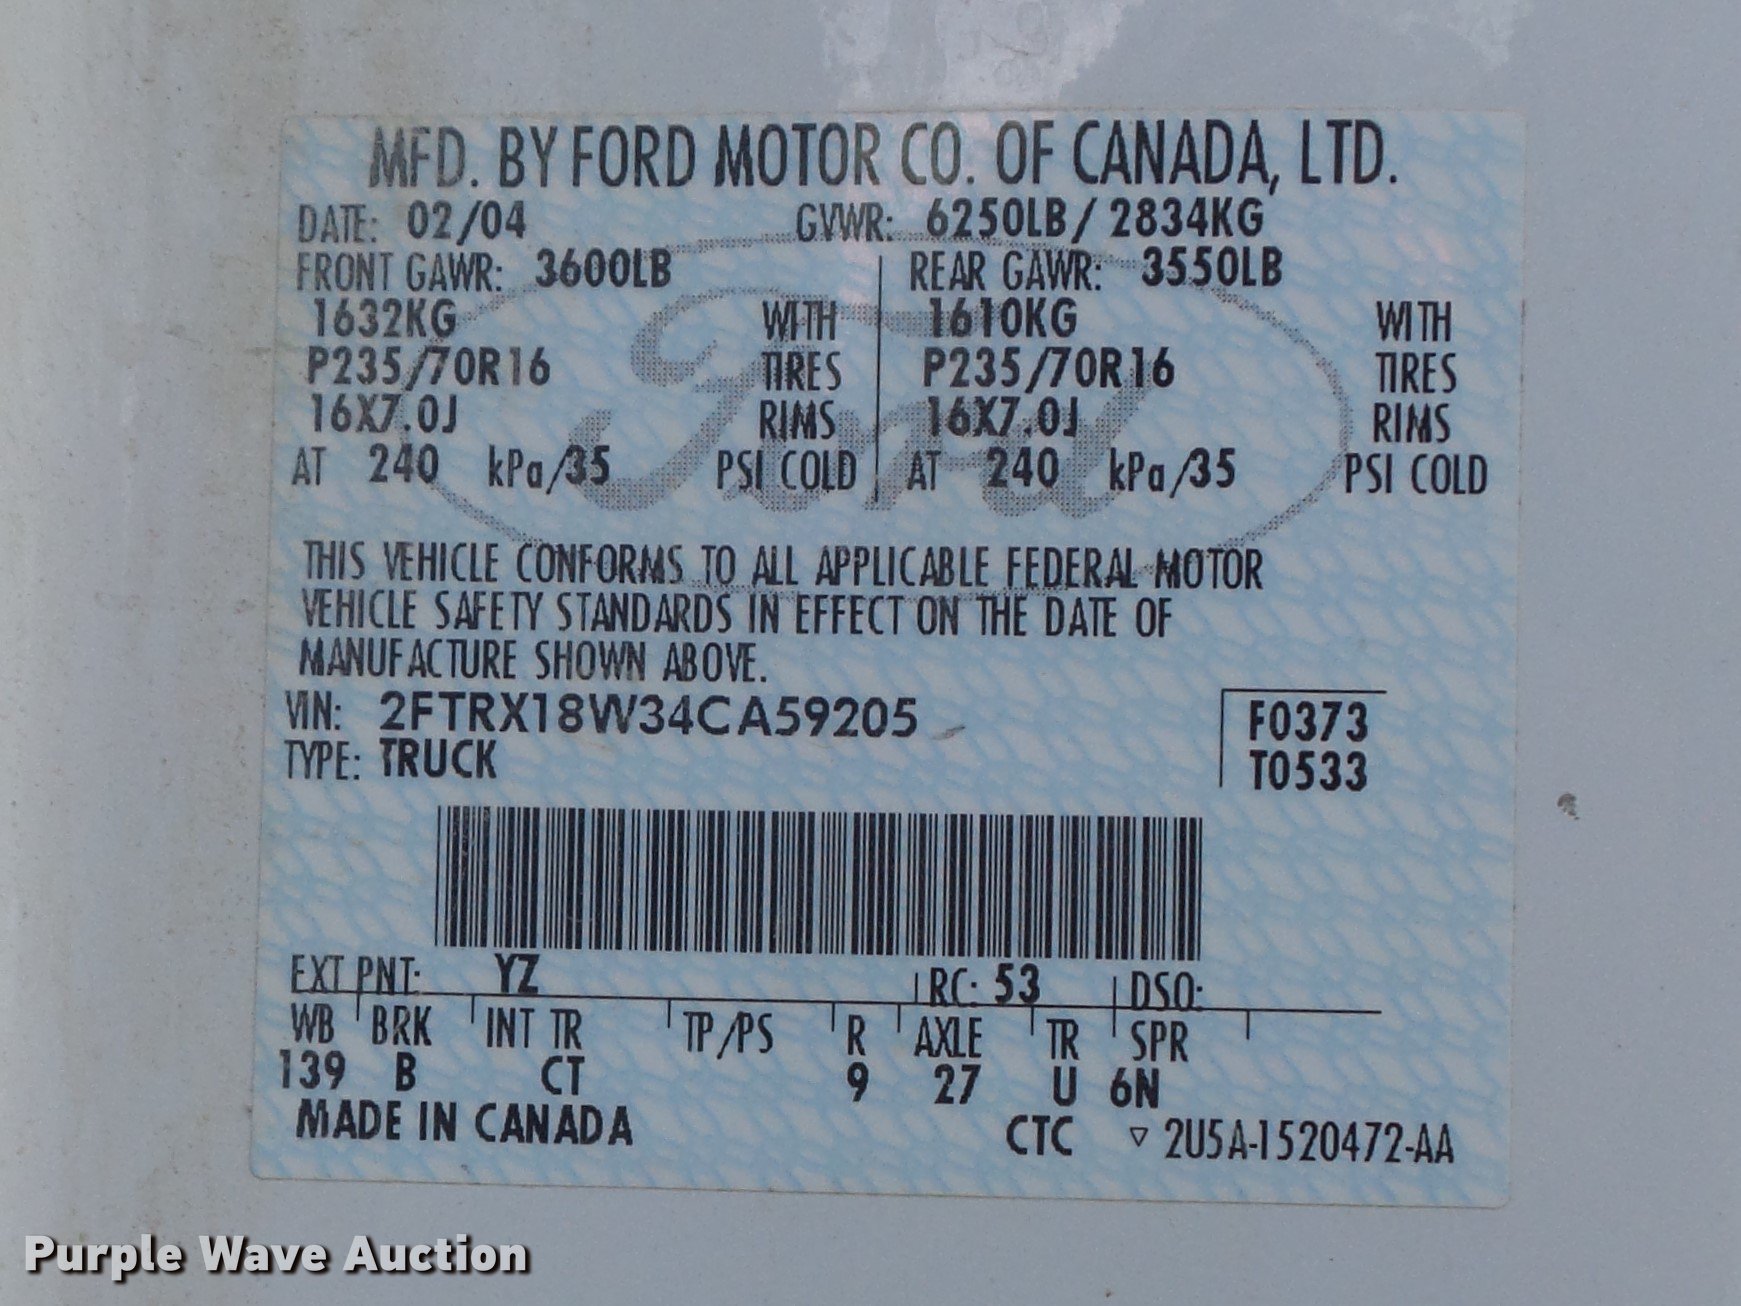 MFD. BY FORD MOTOR CO. OF CANADA, LTD.
DATE: 02/04 GVWR: 6250LB/ 2834KG
FRONT GAWR: 3600LB REAR GAWR: 3550LB
1632KG WITH 1610KG WITH
P235/70R16 TIRES P235/70R16 TIRES
16X7.0J RIMS 16X7.0J RIMS
AT 240 kPa/35 PSI COLD AT 240 kPa/35 PSI COLD
Ford
THIS VEHICLE CONFORMS TO ALL APPLICABLE FEDERAL MOTOR
VEHICLE SAFETY STANDARDS IN EFFECT ON THE DATE OF
MANUFACTURE SHOWN ABOVE.
VIN: 2FTRX18W34CA59205 F0373
TYPE: TRUCK T0533
EXT PNT: YZ RC: 53 DSO:
WB BRK INT TR TP/PS R AXLE TR SPR
139 B CT 9 27 U 6N
MADE IN CANADA CTC ▽ 2U5A-1520472-AA
Purple Wave Auction